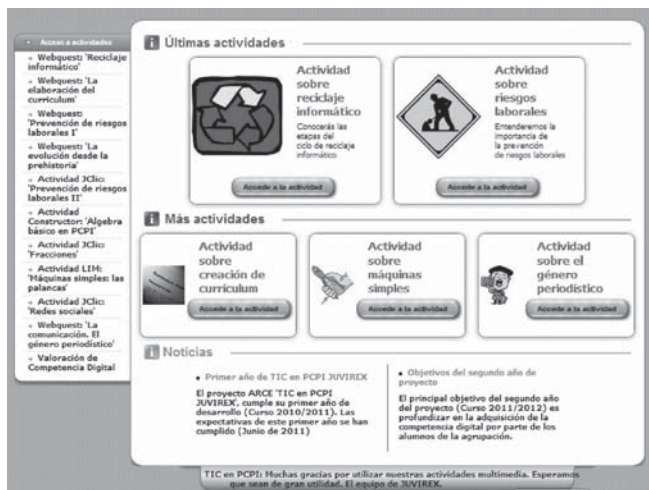 Acceso a actividades
Webquest: 'Reciclaje
informático'
Webquest: 'La
elaboración del
curriculum'
Webquest:
'Prevención de riesgos
laborales I'
Webquest: 'La
evolución desde la
prehistoria'
Actividad JClic:
'Prevención de riesgos
laborales II'
Actividad
Constructor: 'Algebra
básico en PCPI'
Actividad JClic:
'Fracciones'
Actividad LIM:
'Máquinas simples: las
palancas'
Actividad JClic:
'Redes sociales'
Webquest: 'La
comunicación. El
género periodístico'
Valoración de
Competencia Digital
Últimas actividades
Actividad
sobre
reciclaje
informático
Conocerás las
etapas del
ciclo de reciclaje
informático
Accede a la actividad
Actividad
sobre
riesgos
laborales
Entenderemos la
importancia de
la prevención
de riesgos laborales
Accede a la actividad
Más actividades
Actividad
sobre
creación de
curriculum
Accede a la actividad
Actividad
sobre
máquinas
simples
Accede a la actividad
Actividad
sobre el
género
periodístico
Accede a la actividad
Noticias
• Primer año de TIC en PCPI JUVIREX
El proyecto ARCE 'TIC en PCPI
JUVIREX', cumple su primer año de
desarrollo (Curso 2010/2011). Las
expectativas de este primer año se han
cumplido (Junio de 2011)
• Objetivos del segundo año de
proyecto
El principal objetivo del segundo año
del proyecto (Curso 2011/2012) es
profundizar en la adquisición de la
competencia digital por parte de los
alumnos de la agrupación.
TIC en PCPI: Muchas gracias por utilizar nuestras actividades multimedia. Esperamos
que sean de gran utilidad. El equipo de JUVIREX.